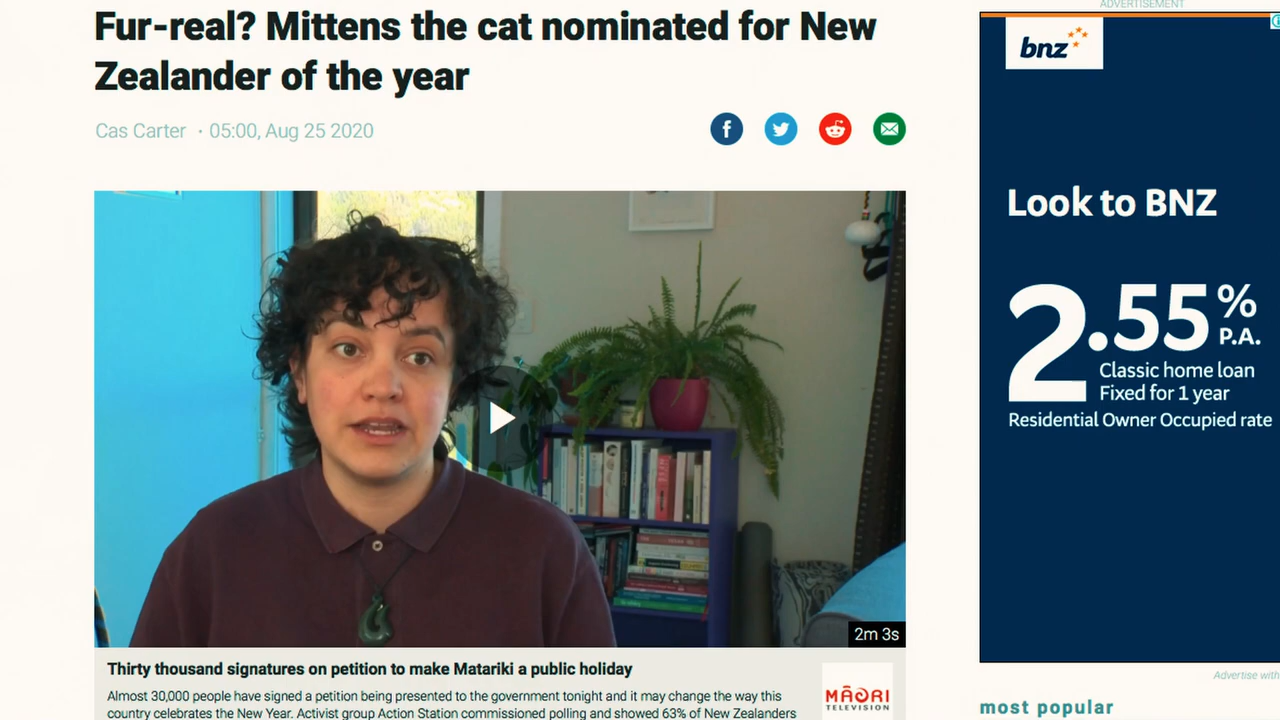 ADVERTISEMENT
Fur-real? Mittens the cat nominated for New
Zealander of the year
Cas Carter · 05:00, Aug 25 2020
bnz
Look to BNZ
2.55% P.A.
Classic home loan
Fixed for 1 year
Residential Owner Occupied rate
2m 3s
Thirty thousand signatures on petition to make Matariki a public holiday
Almost 30,000 people have signed a petition being presented to the government tonight and it may change the way this
country celebrates the New Year. Activist group Action Station commissioned polling and showed 63% of New Zealanders
MĀORI
TELEVISION
Advertise with
most popular